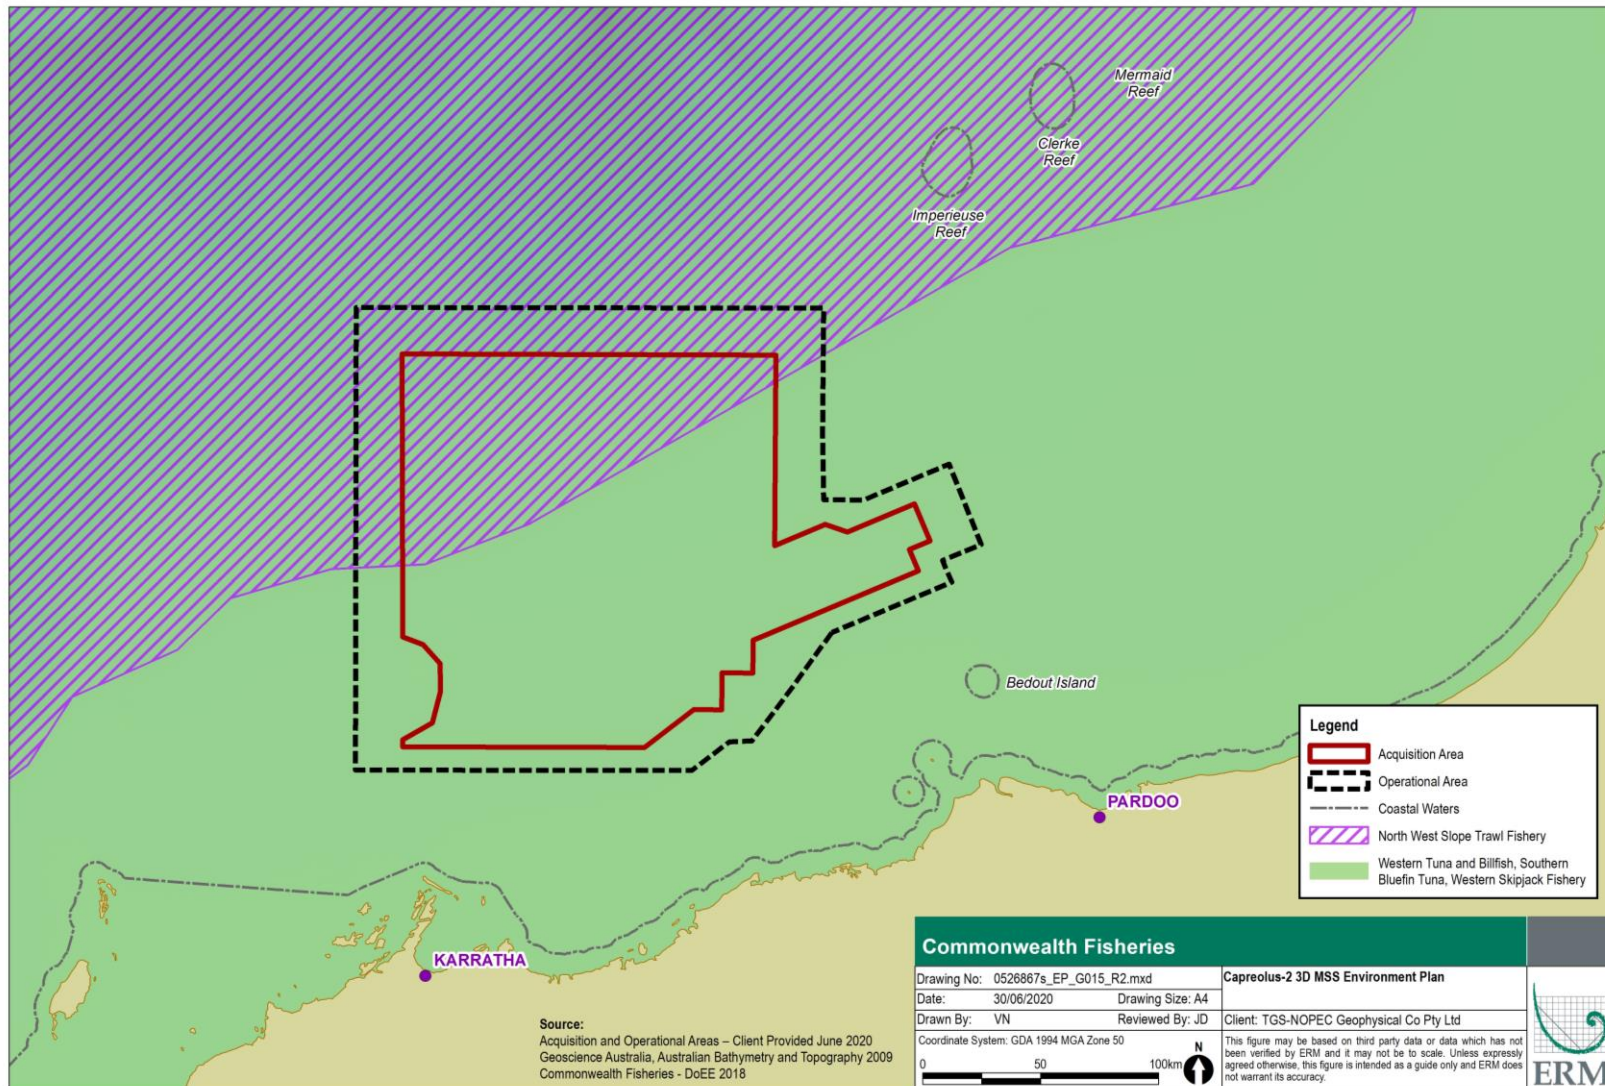 Mermaid
Reef
Clerke
Reef
Imperieuse
Reef
Bedout Island
PARDOO
KARRATHA
Legend
Acquisition Area
Operational Area
Coastal Waters
North West Slope Trawl Fishery
Western Tuna and Billfish, Southern
Bluefin Tuna, Western Skipjack Fishery
Source:
Acquisition and Operational Areas – Client Provided June 2020
Geoscience Australia, Australian Bathymetry and Topography 2009
Commonwealth Fisheries - DoEE 2018
Commonwealth Fisheries
Drawing No: 0526867s_EP_G015_R2.mxd
Date: 30/06/2020 Drawing Size: A4
Drawn By: VN Reviewed By: JD
Coordinate System: GDA 1994 MGA Zone 50
N
0 50 100km
Capreolus-2 3D MSS Environment Plan
Client: TGS-NOPEC Geophysical Co Pty Ltd
This figure may be based on third party data or data which has not
been verified by ERM and it may not be to scale. Unless expressly
agreed otherwise, this figure is intended as a guide only and ERM does
not warrant its accuracy.
ERM